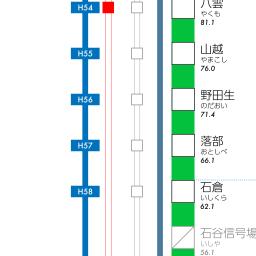 H54
八雲
やくも
81.1
H55
山越
やまこし
76.0
H56
野田生
のだおい
71.4
H57
落部
おとしべ
66.1
H58
石倉
いしくら
62.1
石谷信号場
いしや
56.1